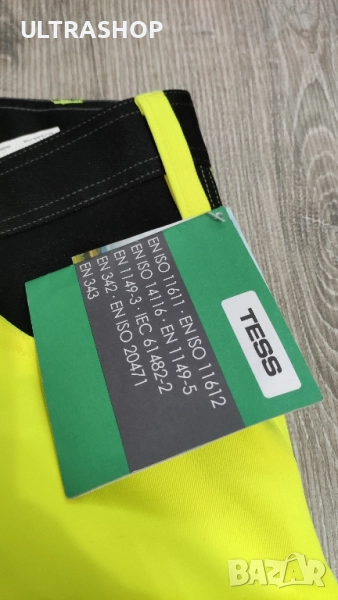 ULTRASHOP
TESS
EN ISO 11611 · EN ISO 11612
EN ISO 14116 · EN 1149-5
EN 1149-3 · IEC 61482-2
EN 342 · EN ISO 20471
EN 343
bazar